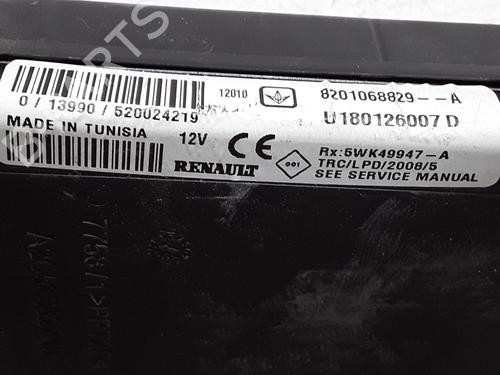 12010
8201068829--A
0 / 13990 / 520024219
U180126007 D
MADE IN TUNISIA
12V
CE
RENAULT
001
Rx:5WK49947-A
TRC/LPD/2008/5
SEE SERVICE MANUAL